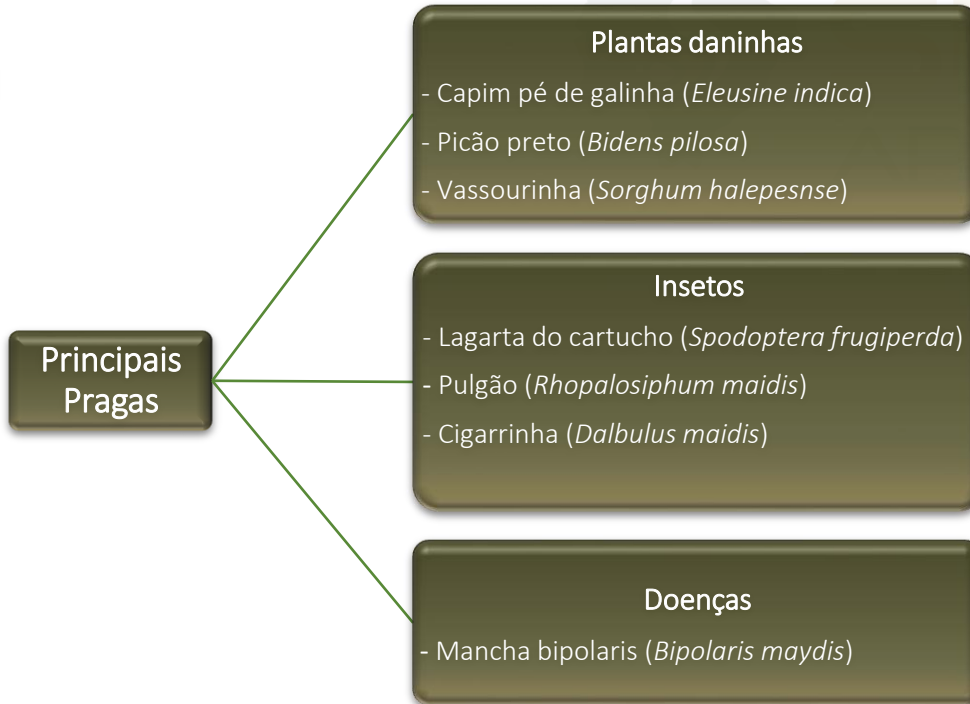 Principais
Pragas
Plantas daninhas
- Capim pé de galinha (Eleusine indica)
- Picão preto (Bidens pilosa)
- Vassourinha (Sorghum halepesnse)
Insetos
- Lagarta do cartucho (Spodoptera frugiperda)
- Pulgão (Rhopalosiphum maidis)
- Cigarrinha (Dalbulus maidis)
Doenças
- Mancha bipolaris (Bipolaris maydis)